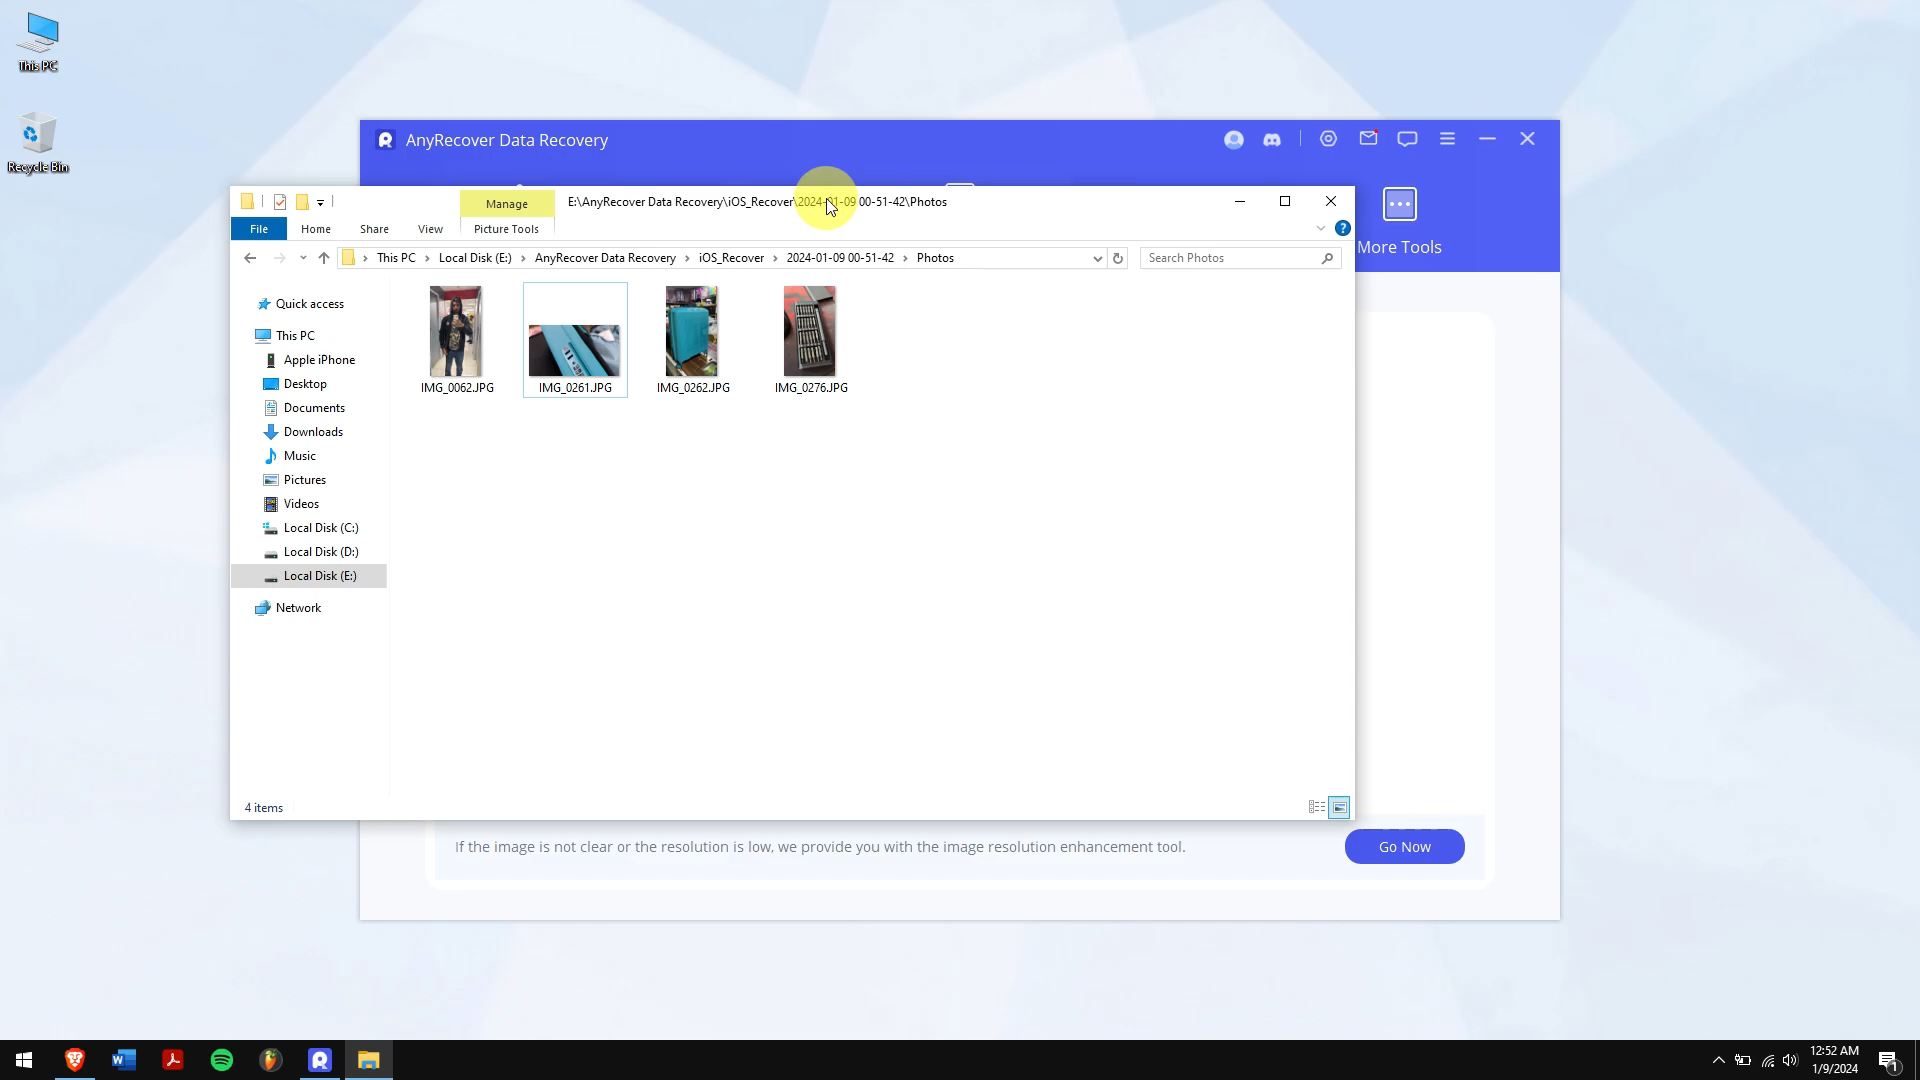 This PC
Recycle Bin
AnyRecover Data Recovery
More Tools
Manage
E:\AnyRecover Data Recovery\iOS_Recover\2024-01-09 00-51-42\Photos
File
Home
Share
View
Picture Tools
This PC
Local Disk (E:)
AnyRecover Data Recovery
iOS_Recover
2024-01-09 00-51-42
Photos
Search Photos
Quick access
This PC
Apple iPhone
Desktop
Documents
Downloads
Music
Pictures
Videos
Local Disk (C:)
Local Disk (D:)
Local Disk (E:)
Network
IMG_0062.JPG
IMG_0261.JPG
IMG_0262.JPG
IMG_0276.JPG
4 items
If the image is not clear or the resolution is low, we provide you with the image resolution enhancement tool.
Go Now
12:52 AM
1/9/2024
1